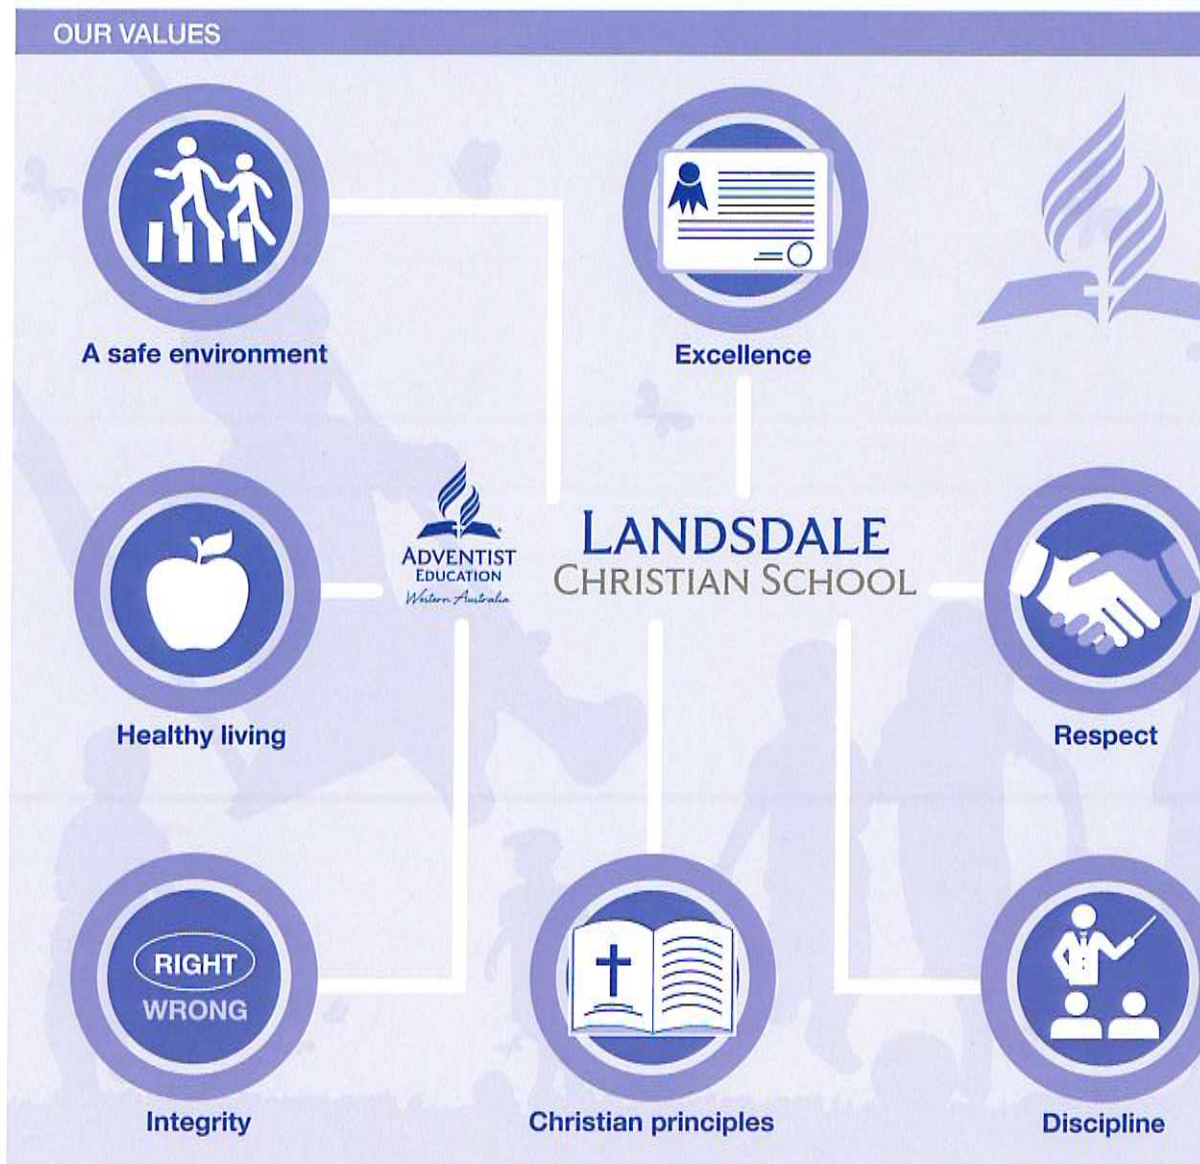 OUR VALUES
A safe environment
Excellence
ADVENTIST
EDUCATION
Western Australia
LANDSDALE
CHRISTIAN SCHOOL
Healthy living
Respect
RIGHT
WRONG
Integrity
Christian principles
Discipline